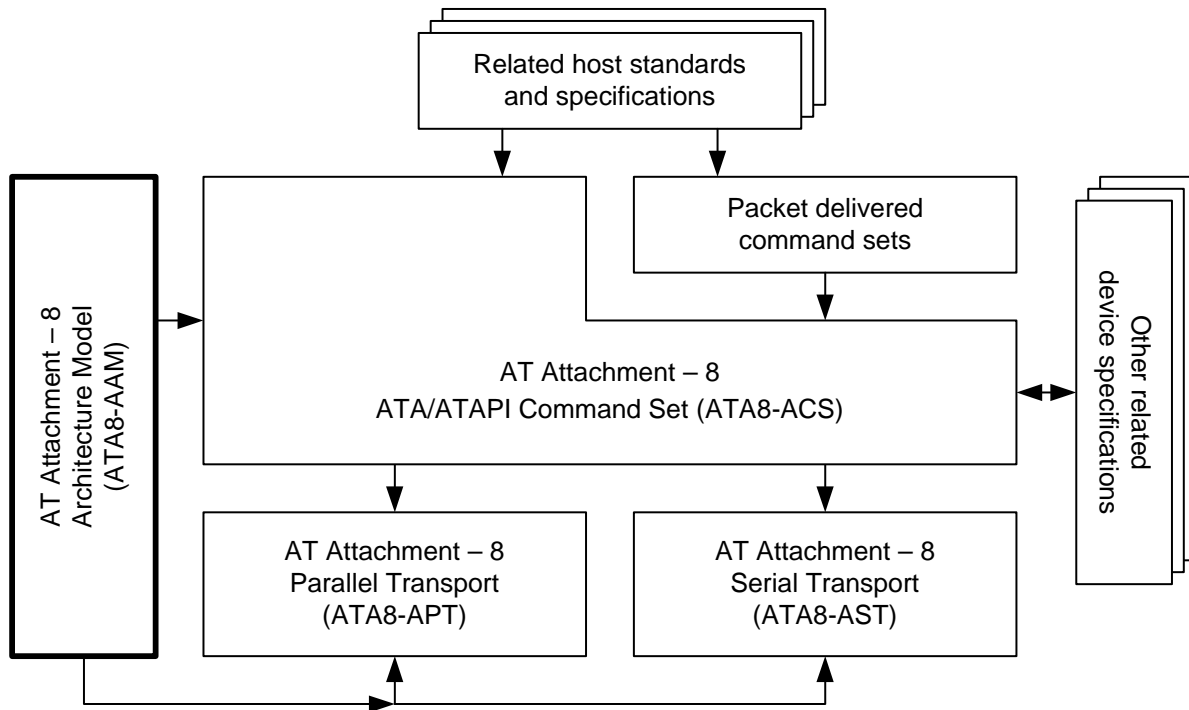 Related host standards
and specifications
Packet delivered
command sets
AT Attachment – 8
Architecture Model
(ATA8-AAM)
AT Attachment – 8
ATA/ATAPI Command Set (ATA8-ACS)
Other related
device specifications
AT Attachment – 8
Parallel Transport
(ATA8-APT)
AT Attachment – 8
Serial Transport
(ATA8-AST)